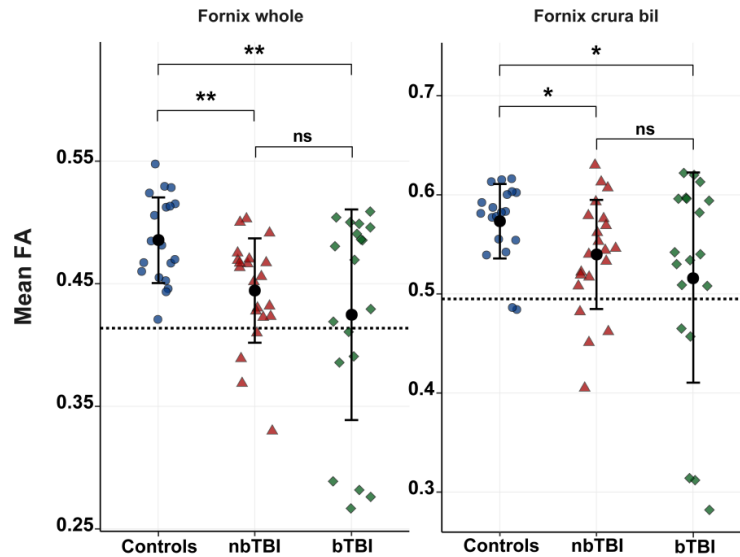 Fornix whole
Fornix crura bil
**
**
ns
*
*
ns
Mean FA
0.55
0.45
0.35
0.25
0.7
0.6
0.5
0.4
0.3
Controls
nbTBI
bTBI
Controls
nbTBI
bTBI